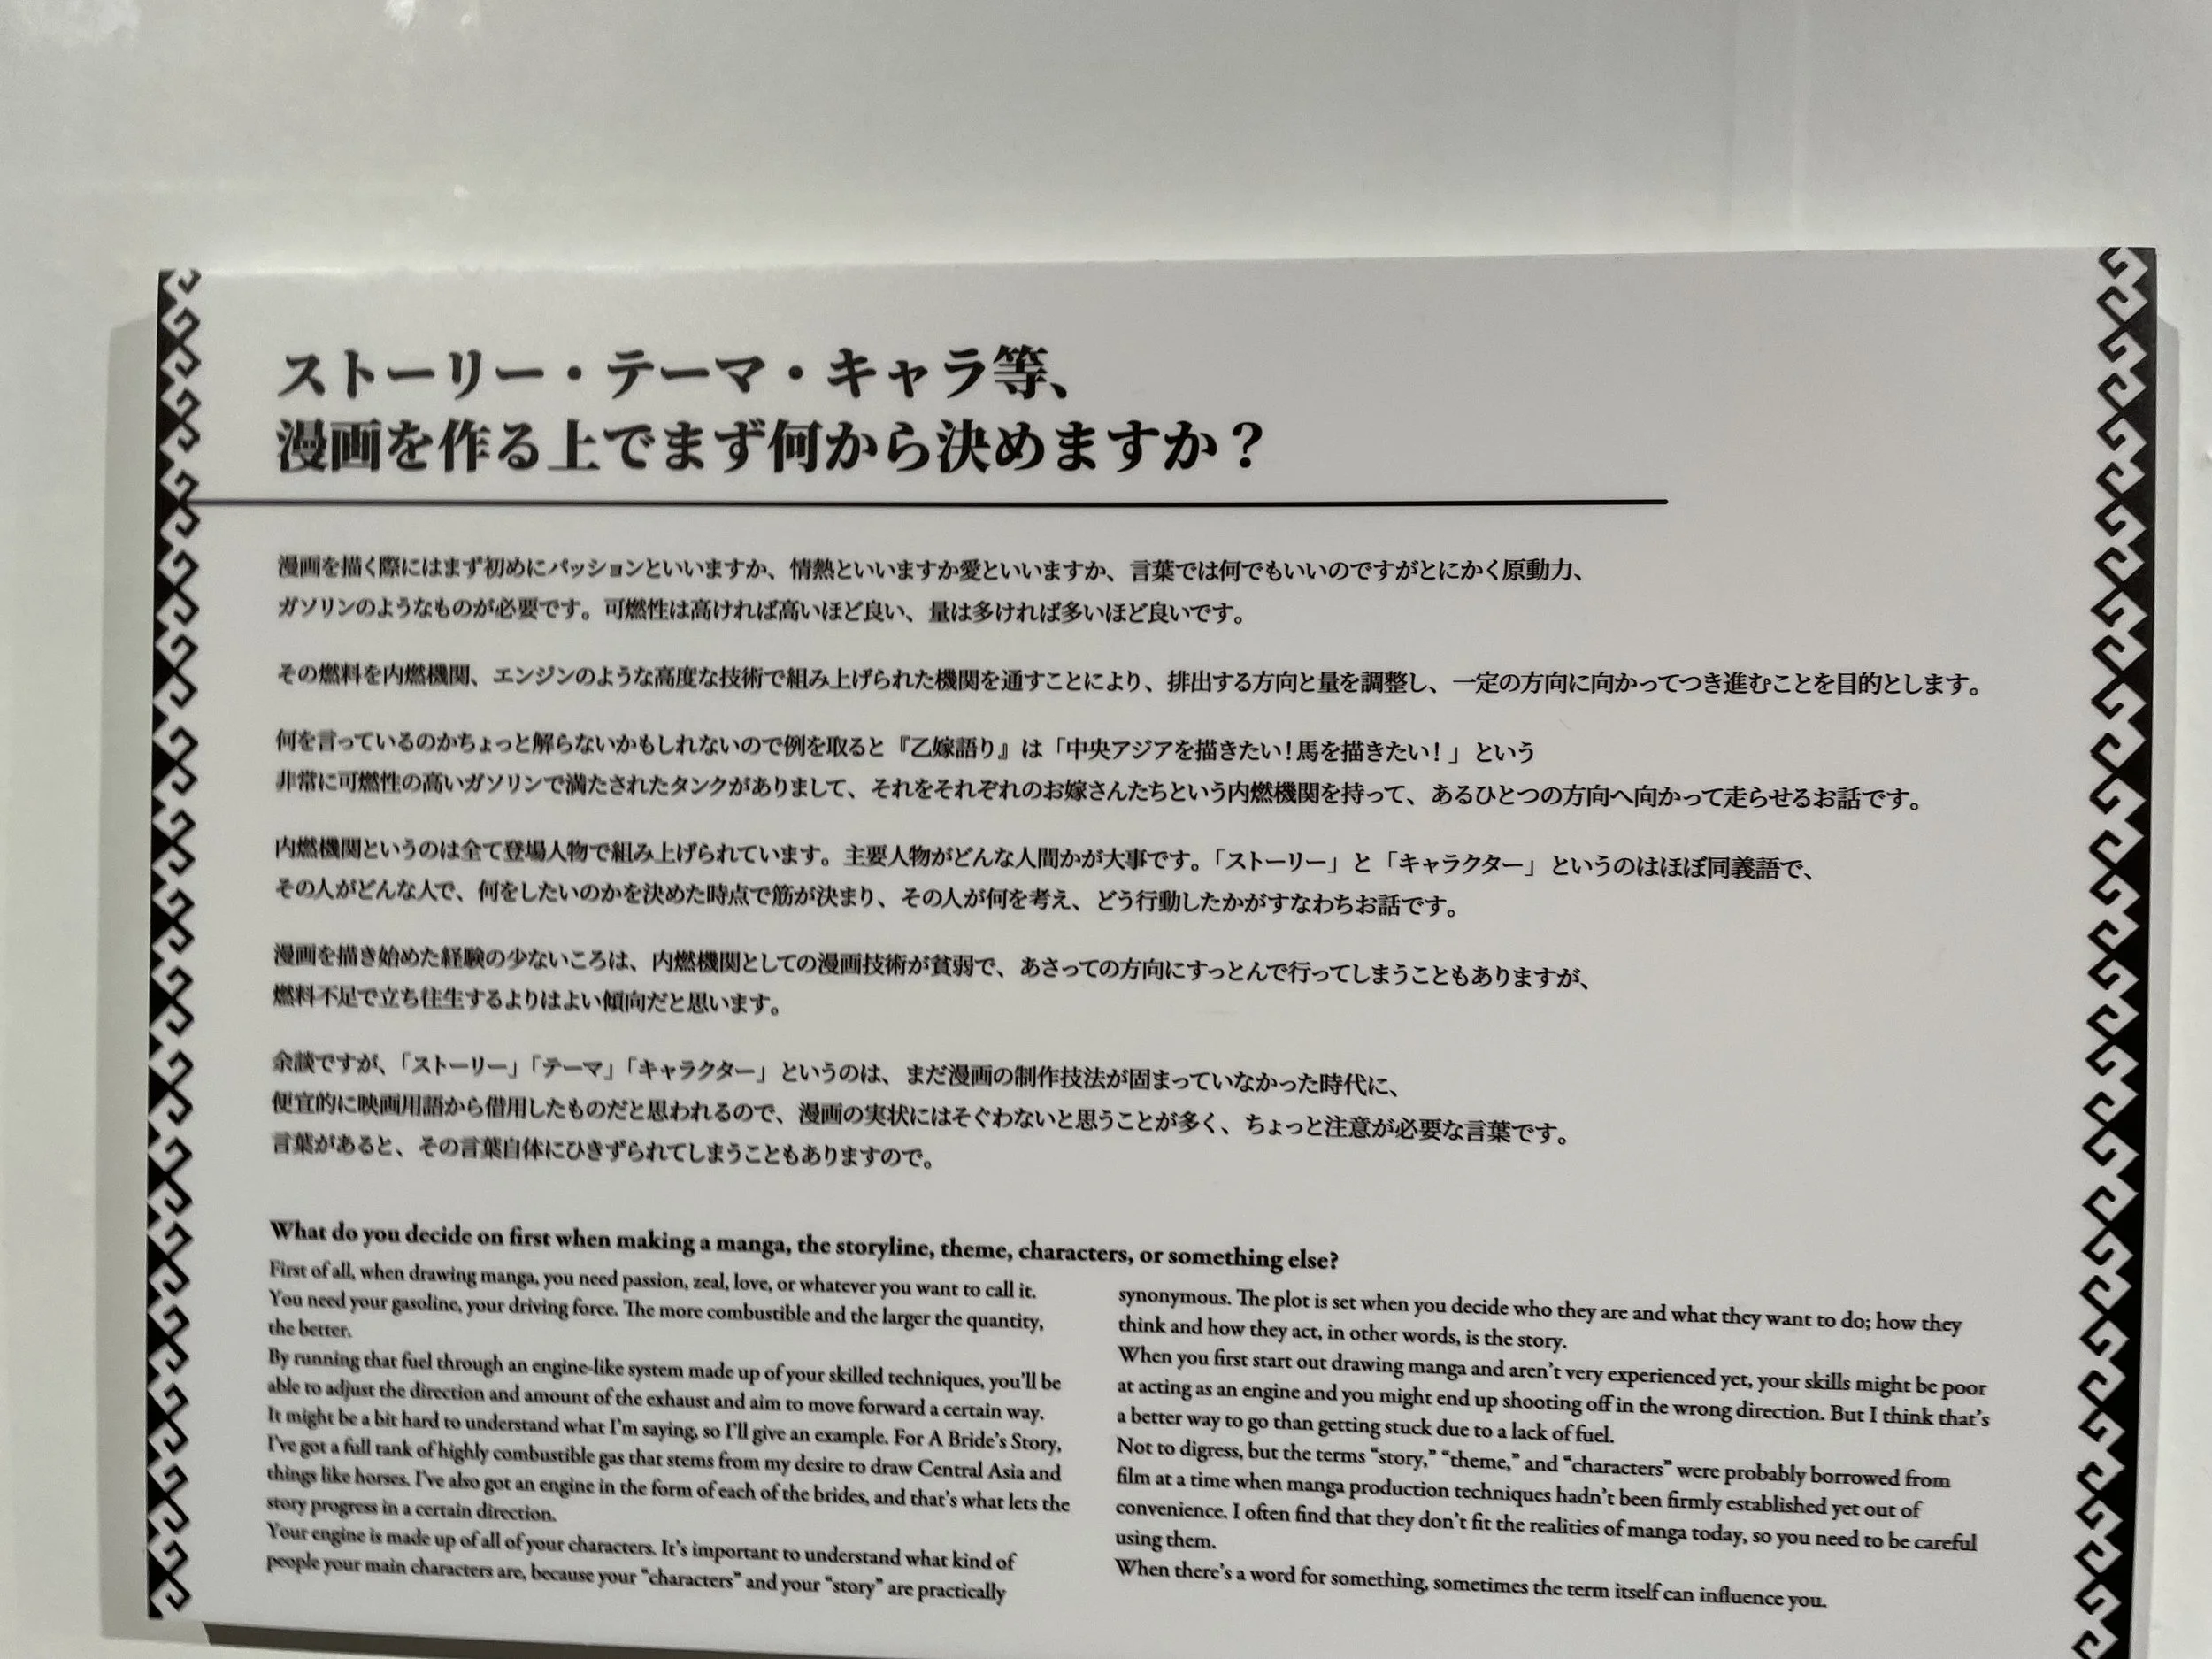 ストーリー・テーマ・キャラ等、
漫画を作る上でまず何から決めますか？
漫画を描く際にはまず初めにパッションといいますか、情熱といいますか愛といいますか、言葉では何でもいいのですがとにかく原動力、
ガソリンのようなものが必要です。可燃性は高ければ高いほど良い、量は多ければ多いほど良いです。
その燃料を内燃機関、エンジンのような高度な技術で組み上げられた機関を通すことにより、排出する方向と量を調整し、一定の方向に向かってつき進むことを目的とします。
何を言っているのかちょっと解らないかもしれないので例を取ると『乙嫁語り』は「中央アジアを描きたい！馬を描きたい！」という
非常に可燃性の高いガソリンで満たされたタンクがありまして、それをそれぞれのお嫁さんたちという内燃機関を持って、あるひとつの方向へ向かって走らせるお話です。
内燃機関というのは全て登場人物で組み上げられています。主要人物がどんな人間かが大事です。「ストーリー」と「キャラクター」というのはほぼ同義語で、
その人がどんな人で、何をしたいのかを決めた時点で筋が決まり、その人が何を考え、どう行動したかがすなわちお話です。
漫画を描き始めた経験の少ないころは、内燃機関としての漫画技術が貧弱で、あさっての方向にすっとんで行ってしまうこともありますが、
燃料不足で立ち往生するよりはよい傾向だと思います。
余談ですが、「ストーリー」「テーマ」「キャラクター」というのは、まだ漫画の制作技法が固まっていなかった時代に、
便宜的に映画用語から借用したものだと思われるので、漫画の実状にはそぐわないと思うことが多く、ちょっと注意が必要な言葉です。
言葉があると、その言葉自体にひきずられてしまうこともありますので。
What do you decide on first when making a manga, the storyline, theme, characters, or something else?
First of all, when drawing manga, you need passion, zeal, love, or whatever you want to call it.
You need your gasoline, your driving force. The more combustible and the larger the quantity,
the better.
By running that fuel through an engine-like system made up of your skilled techniques, you'll be
able to adjust the direction and amount of the exhaust and aim to move forward a certain way.
It might be a bit hard to understand what I'm saying, so I'll give an example. For A Bride's Story,
I've got a full tank of highly combustible gas that stems from my desire to draw Central Asia and
things like horses. I've also got an engine in the form of each of the brides, and that's what lets the
story progress in a certain direction.
Your engine is made up of all of your characters. It's important to understand what kind of
people your main characters are, because your "characters" and your "story" are practically
synonymous. The plot is set when you decide who they are and what they want to do; how they
think and how they act, in other words, is the story.
When you first start out drawing manga and aren't very experienced yet, your skills might be poor
at acting as an engine and you might end up shooting off in the wrong direction. But I think that's
a better way to go than getting stuck due to a lack of fuel.
Not to digress, but the terms “story,” “theme,” and “characters” were probably borrowed from
film at a time when manga production techniques hadn't been firmly established yet out of
convenience. I often find that they don't fit the realities of manga today, so you need to be careful
using them.
When there's a word for something, sometimes the term itself can influence you.